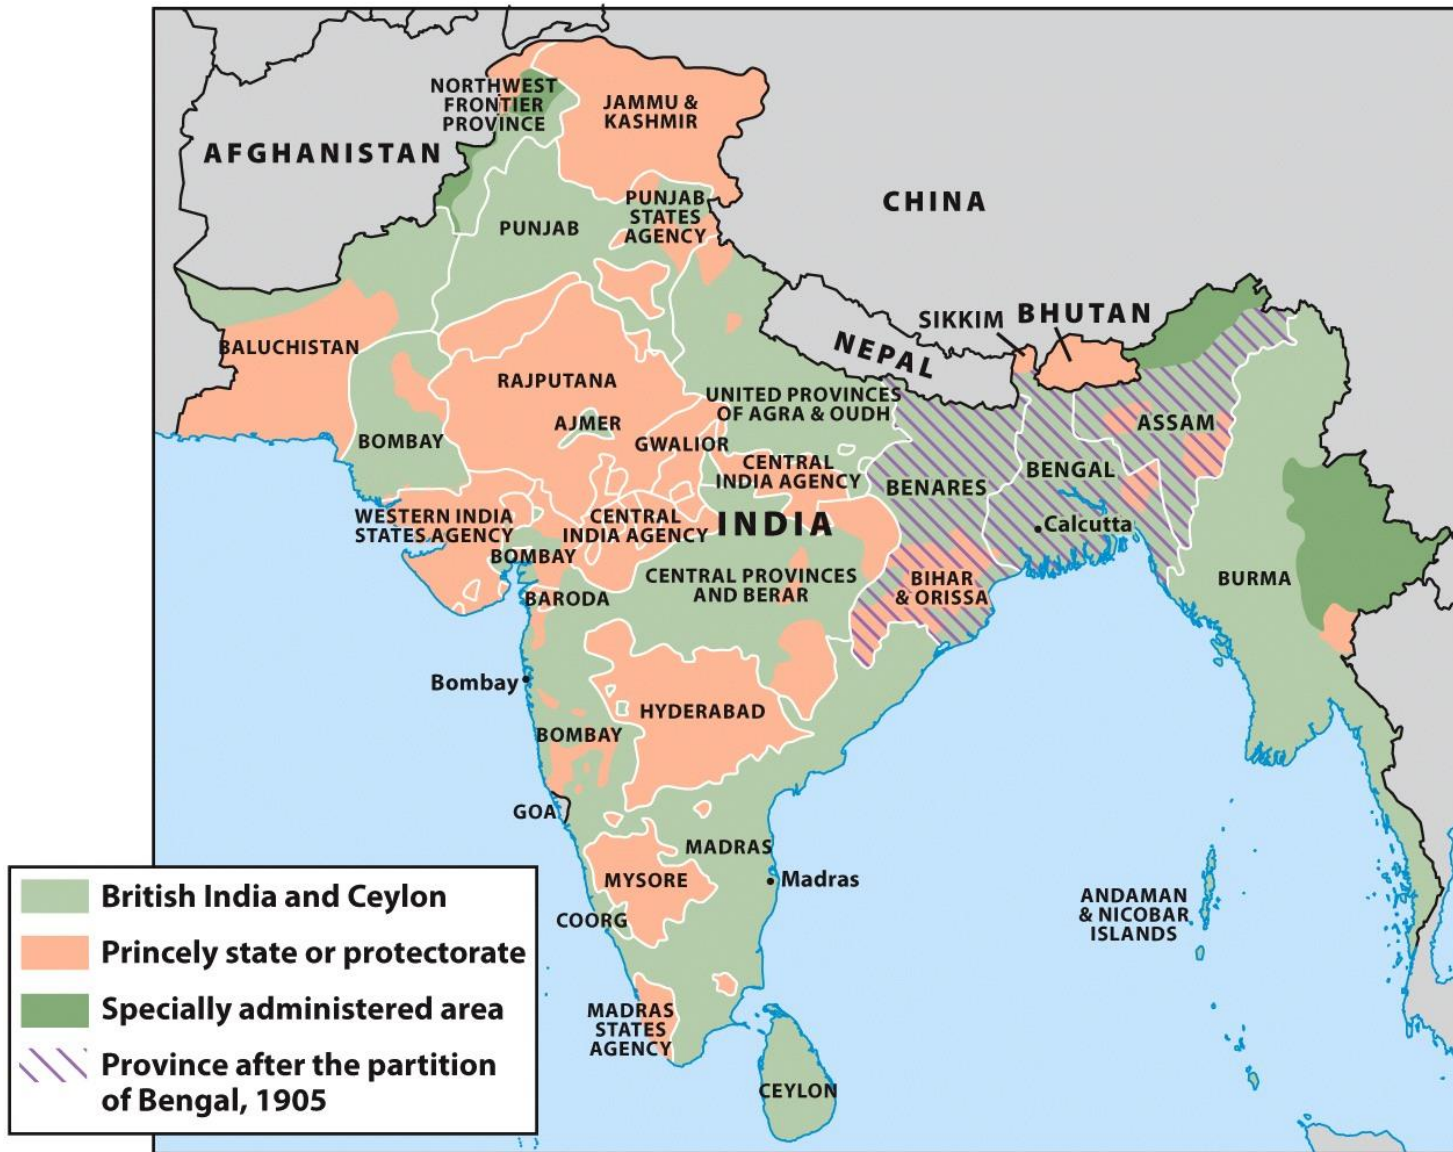 NORTHWEST
FRONTIER
PROVINCE
JAMMU &
KASHMIR
AFGHANISTAN
CHINA
PUNJAB
PUNJAB
STATES
AGENCY
BALUCHISTAN
RAJPUTANA
AJMER
GWALIOR
BOMBAY
UNITED PROVINCES
OF AGRA & OUDH
NEPAL
SIKKIM
BHUTAN
ASSAM
CENTRAL
INDIA AGENCY
BENARES
BENGAL
Calcutta
WESTERN INDIA
STATES AGENCY
CENTRAL
INDIA AGENCY
INDIA
BOMBAY
BARODA
CENTRAL PROVINCES
AND BERAR
BIHAR
& ORISSA
BURMA
Bombay
HYDERABAD
BOMBAY
GOA
MADRAS
MYSORE
Madras
COORG
ANDAMAN
& NICOBAR
ISLANDS
MADRAS
STATES
AGENCY
CEYLON
British India and Ceylon
Princely state or protectorate
Specially administered area
Province after the partition
of Bengal, 1905